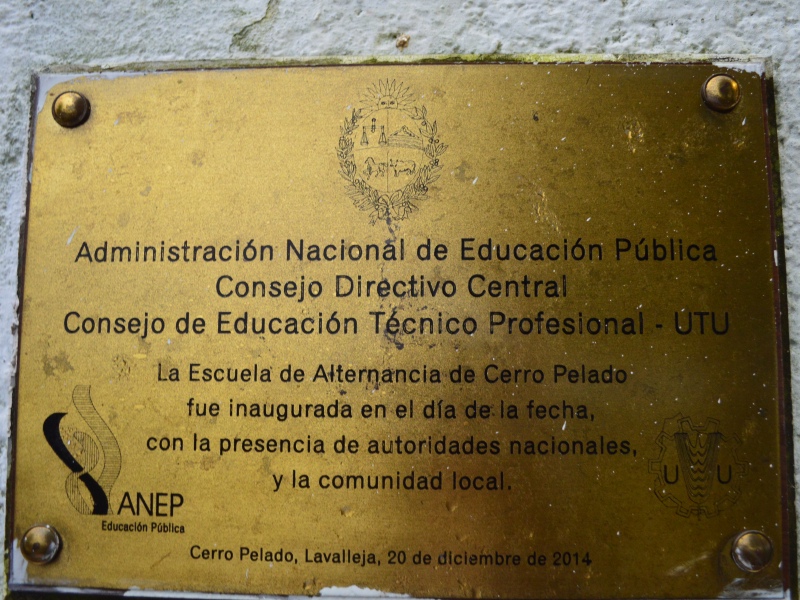 Administración Nacional de Educación Pública
Consejo Directivo Central
Consejo de Educación Técnico Profesional - UTU
La Escuela de Alternancia de Cerro Pelado
fue inaugurada en el día de la fecha,
con la presencia de autoridades nacionales,
y la comunidad local.
ANEP
Educación Pública
U U
Cerro Pelado, Lavalleja, 20 de diciembre de 2014